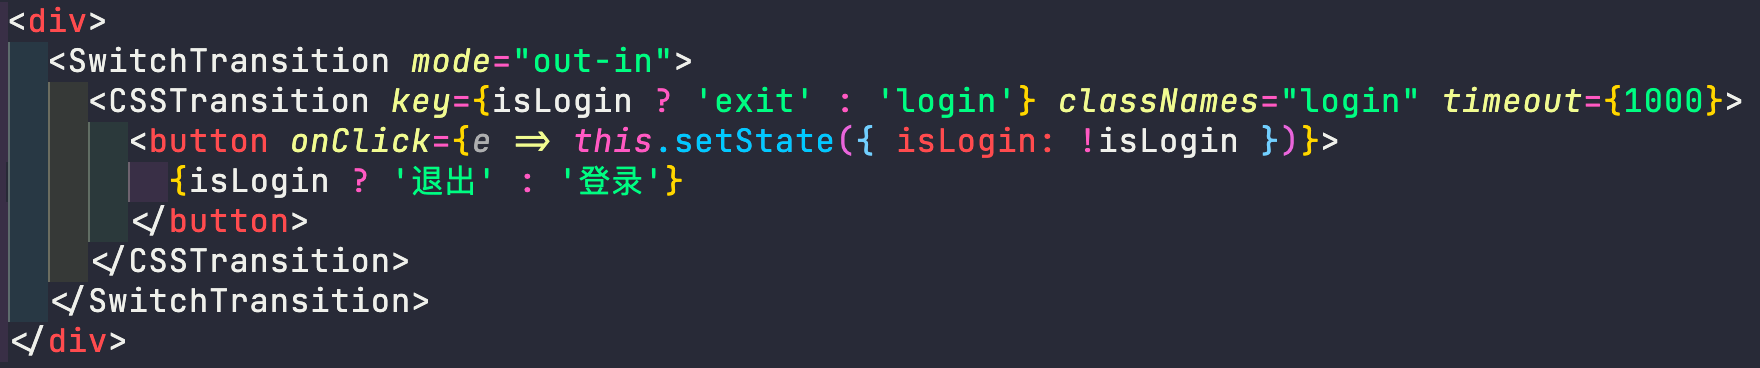 <div>
<SwitchTransition mode="out-in">
<CSSTransition key={isLogin ? 'exit' : 'login'} classNames="login" timeout={1000}>
<button onClick={e => this.setState({ isLogin: !isLogin })}>
{isLogin ? '退出' : '登录'}
</button>
</CSSTransition>
</SwitchTransition>
</div>